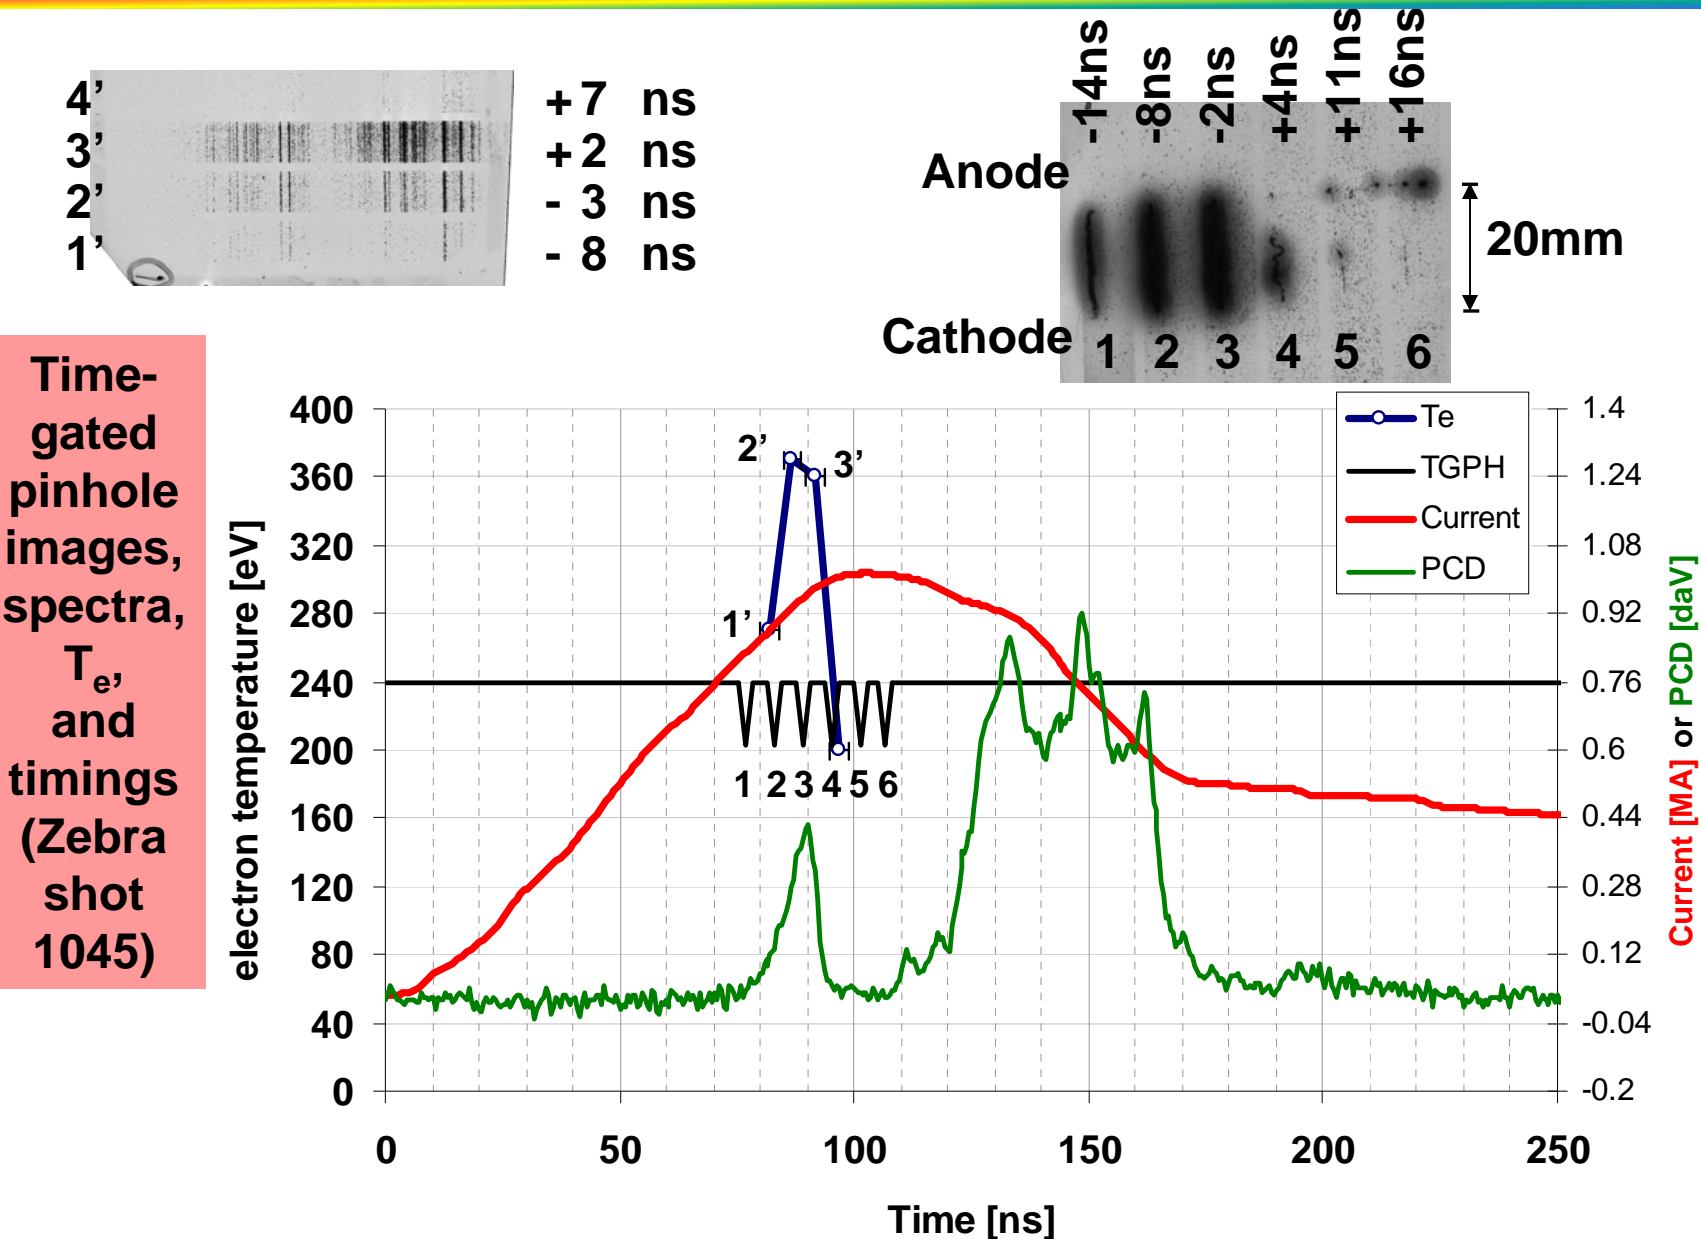 4’ +7 ns
3’ +2 ns
2’ - 3 ns
1’ - 8 ns
-14ns
-8ns
-2ns
+4ns
+11ns
+16ns
Anode
20mm
Cathode
1 2 3 4 5 6
Time-
gated
pinhole
images,
spectra,
Te,
and
timings
(Zebra
shot
1045)
electron temperature [eV]
400
360
320
280
240
200
160
120
80
40
0
2’
3’
1’
1 2 3 4 5 6
Te
TGPH
Current
PCD
1.4
1.24
1.08
0.92
0.76
0.6
0.44
0.28
0.12
-0.04
-0.2
Current [MA] or PCD [daV]
0 50 100 150 200 250
Time [ns]